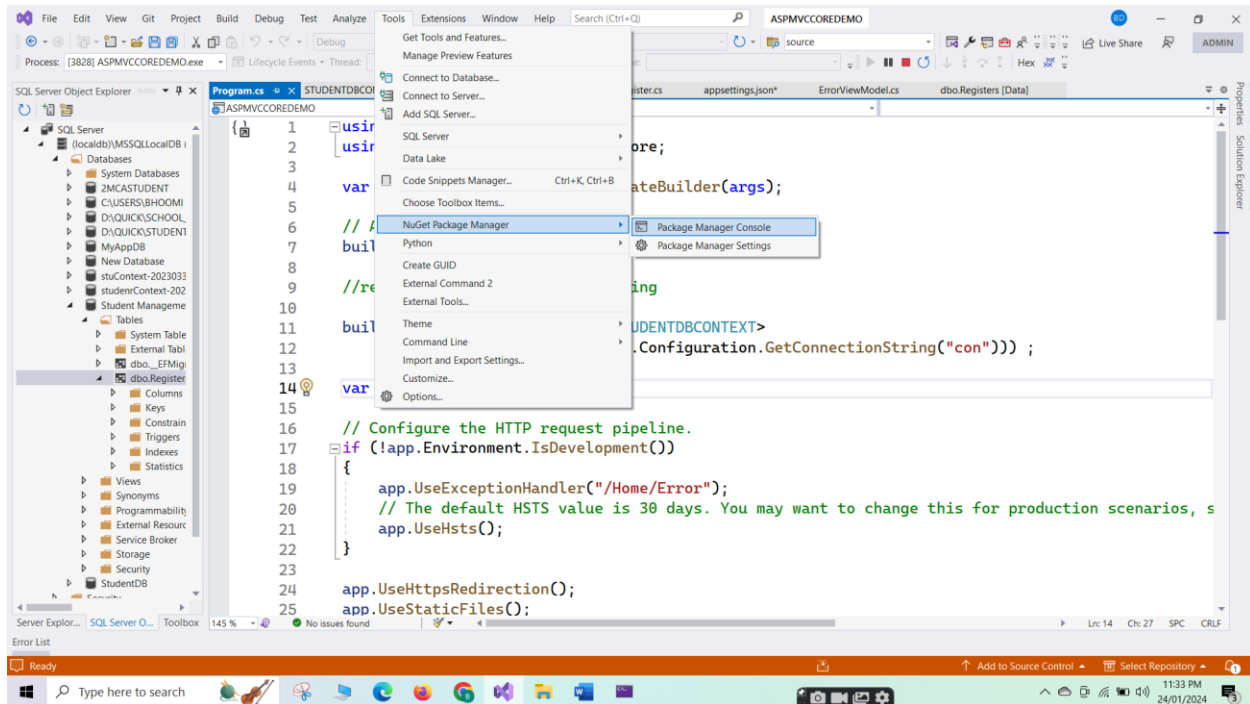 File Edit View Git Project Build Debug Test Analyze Tools Extensions Window Help Search (Ctrl+Q) ASPMVCCOREDEMO BD
Debug source Live Share ADMIN
Process: [3828] ASPMVCCOREDEMO.exe Lifecycle Events Thread: Hex
SQL Server Object Explorer
SQL Server
(localdb)\MSSQLLocalDB (
Databases
System Databases
2MCASTUDENT
C:\USERS\BHOOMI
D:\QUICK\SCHOOL_
D:\QUICK\STUDENT
MyAppDB
New Database
stuContext-2023033
studenrContext-202
Student Manageme
Tables
System Table
External Tabl
dbo.__EFMig
dbo.Register
Columns
Keys
Constrain
Triggers
Indexes
Statistics
Views
Synonyms
Programmability
External Resourc
Service Broker
Storage
Security
StudentDB
Security
Server Explor... SQL Server O... Toolbox
Get Tools and Features...
Manage Preview Features
Connect to Database...
Connect to Server...
Add SQL Server...
SQL Server
Data Lake
Code Snippets Manager... Ctrl+K, Ctrl+B
Choose Toolbox Items...
NuGet Package Manager
Python
Create GUID
External Command 2
External Tools...
Theme
Command Line
Import and Export Settings...
Customize...
Options...
Package Manager Console
Package Manager Settings
Program.cs STUDENTDBCO ister.cs appsettings.json* ErrorViewModel.cs dbo.Registers [Data]
ASPMVCCOREDEMO
1 usin
2 usin ore;
3
4 var ateBuilder(args);
5
6 // A
7 buil
8
9 //re ing
10
11 buil UDENTDBCONTEXT>
12 .Configuration.GetConnectionString("con"))) ;
13
14 var
15
16 // Configure the HTTP request pipeline.
17 if (!app.Environment.IsDevelopment())
18 {
19 app.UseExceptionHandler("/Home/Error");
20 // The default HSTS value is 30 days. You may want to change this for production scenarios, s
21 app.UseHsts();
22 }
23
24 app.UseHttpsRedirection();
25 app.UseStaticFiles();
145 % No issues found Ln: 14 Ch: 27 SPC CRLF
Properties
Solution Explorer
Error List
Ready Add to Source Control Select Repository 1
Type here to search 11:33 PM
24/01/2024 3